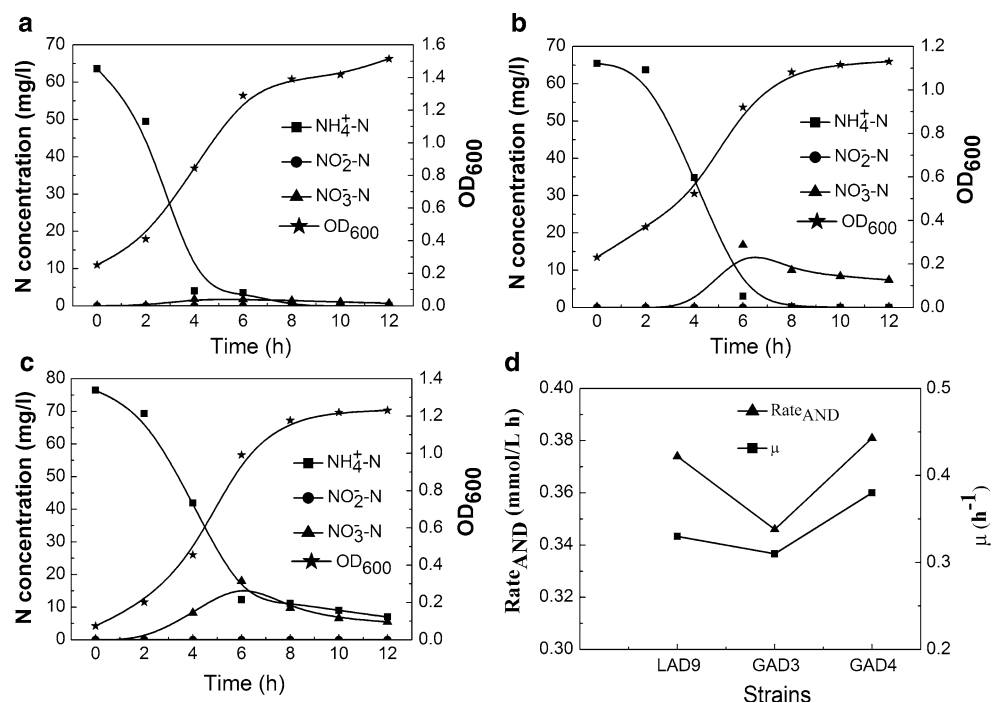 a
N concentration (mg/l)
70
60
50
40
30
20
10
0
0 2 4 6 8 10 12
Time (h)
1.6
1.4
1.2
1.0
0.8
0.6
0.4
0.2
0.0
OD600
NH4+-N
NO2--N
NO3--N
OD600
b
N concentration (mg/l)
70
60
50
40
30
20
10
0
0 2 4 6 8 10 12
Time (h)
1.2
1.0
0.8
0.6
0.4
0.2
0.0
OD600
NH4+-N
NO2--N
NO3--N
OD600
c
N concentration (mg/l)
80
70
60
50
40
30
20
10
0
0 2 4 6 8 10 12
Time (h)
1.4
1.2
1.0
0.8
0.6
0.4
0.2
0.0
OD600
NH4+-N
NO2--N
NO3--N
OD600
d
RateAND (mmol/L h)
0.40
0.38
0.36
0.34
0.32
0.30
LAD9 GAD3 GAD4
Strains
0.5
0.4
0.3
0.2
μ (h-1)
RateAND
μ